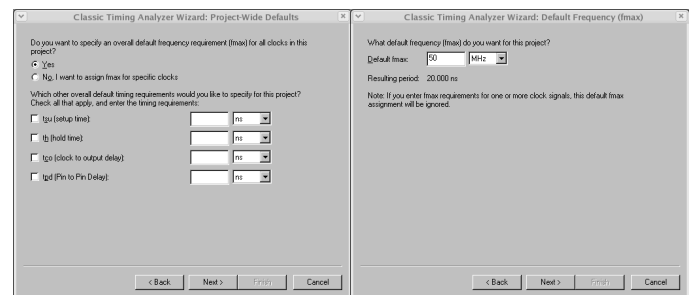 Classic Timing Analyzer Wizard: Project-Wide Defaults
Do you want to specify an overall default frequency requirement (fmax) for all clocks in this
project?
Yes
No, I want to assign fmax for specific clocks
Which other overall default timing requirements would you like to specify for this project?
Check all that apply, and enter the timing requirements:
tsu (setup time):
ns
th (hold time):
ns
tco (clock to output delay):
ns
tpd (Pin to Pin Delay):
ns
< Back
Next >
Finish
Cancel
Classic Timing Analyzer Wizard: Default Frequency (fmax)
What default frequency (fmax) do you want for this project?
Default fmax:
50
MHz
Resulting period: 20.000 ns
Note: If you enter fmax requirements for one or more clock signals, this default fmax
assignment will be ignored.
< Back
Next >
Finish
Cancel